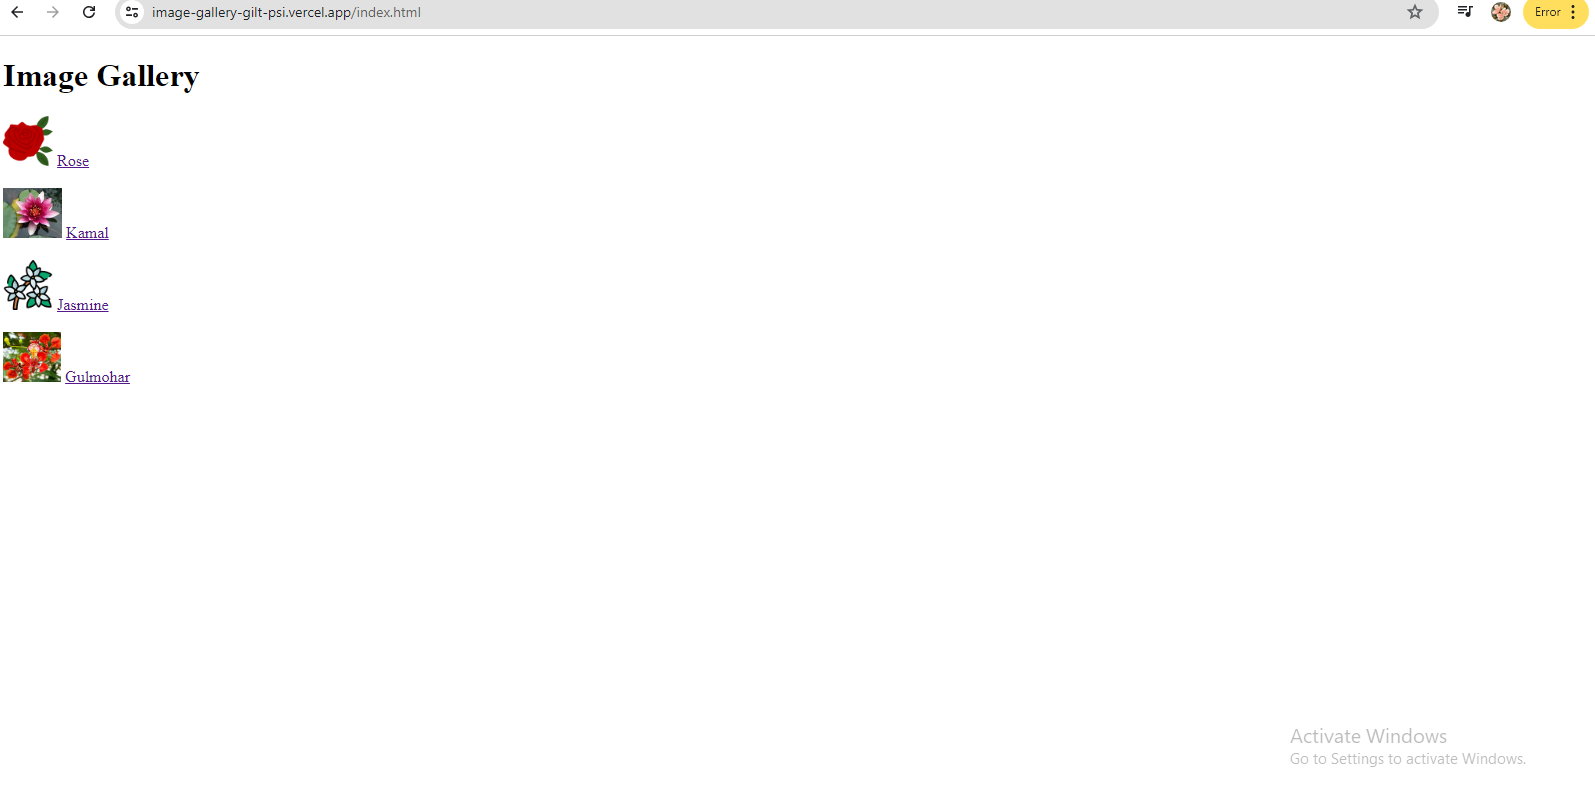 image-gallery-gilt-psi.vercel.app/index.html
Error
Image Gallery
Rose
Kamal
Jasmine
Gulmohar
Activate Windows
Go to Settings to activate Windows.